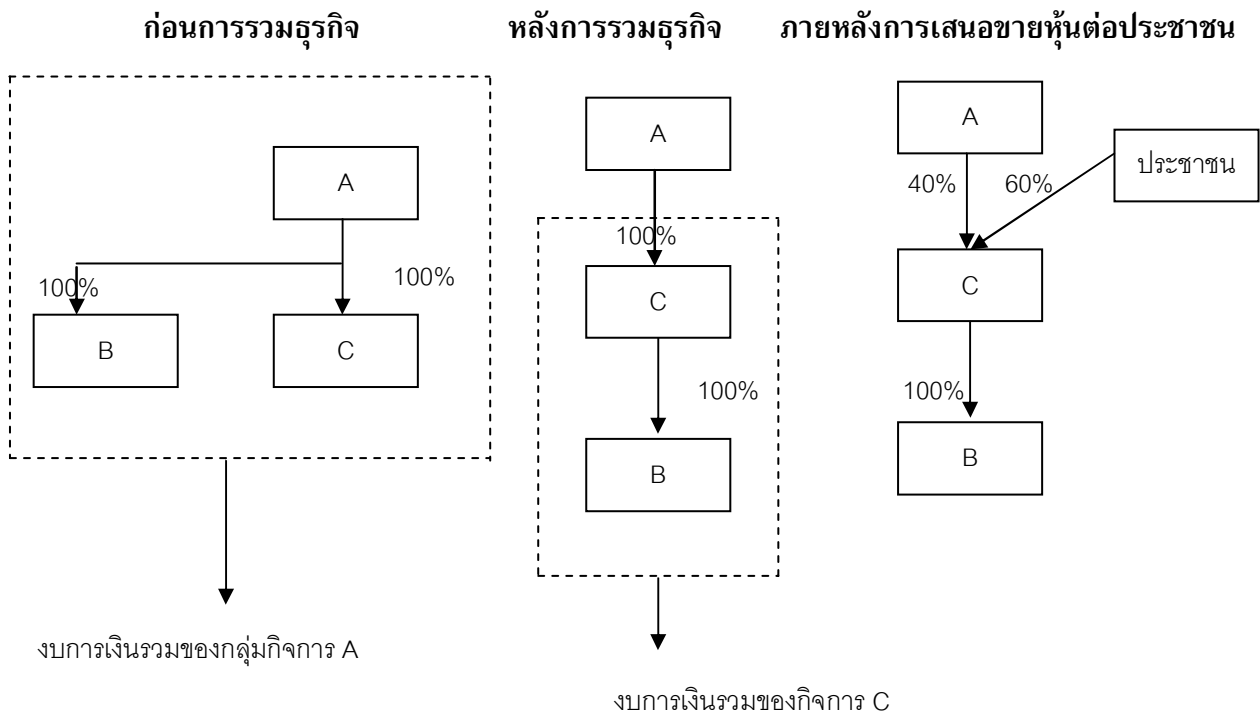 ก่อนการรวมธุรกิจ
หลังการรวมธุรกิจ
ภายหลังการเสนอขายหุ้นต่อประชาชน
A
100%
100%
B
C
งบการเงินรวมของกลุ่มกิจการ A
A
100%
C
100%
B
งบการเงินรวมของกิจการ C
A
ประชาชน
40%
60%
C
100%
B